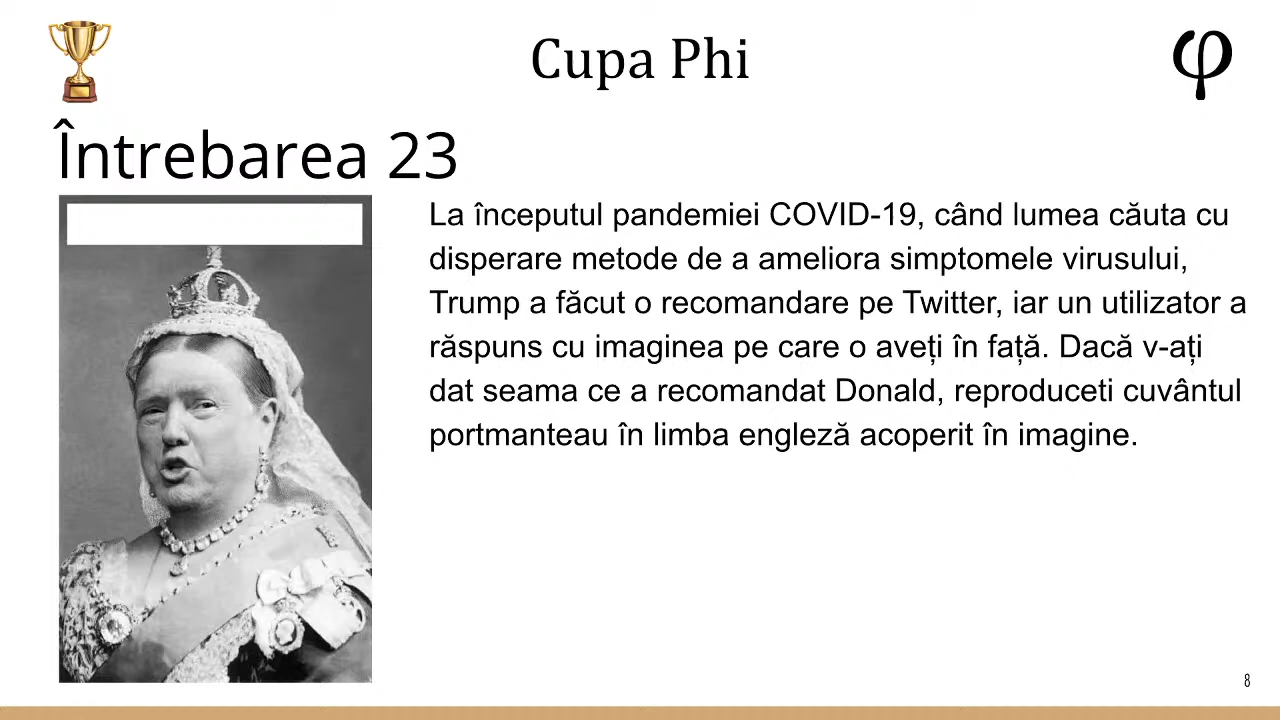 Cupa Phi
φ
Întrebarea 23
La începutul pandemiei COVID-19, când lumea căuta cu
disperare metode de a ameliora simptomele virusului,
Trump a făcut o recomandare pe Twitter, iar un utilizator a
răspuns cu imaginea pe care o aveți în față. Dacă v-ați
dat seama ce a recomandat Donald, reproduceti cuvântul
portmanteau în limba engleză acoperit în imagine.
8